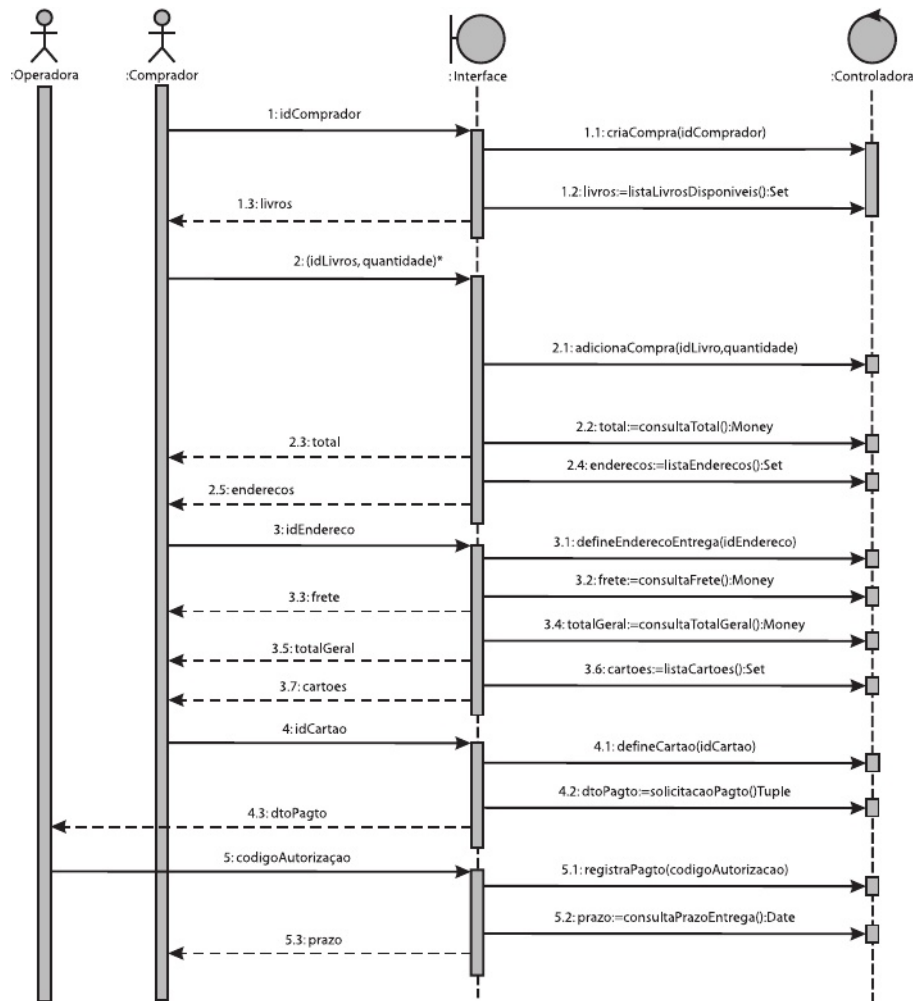 :Operadora
:Comprador
: Interface
:Controladora
1: idComprador
1.1: criaCompra(idComprador)
1.2: livros:=listaLivrosDisponiveis():Set
1.3: livros
2: (idLivros, quantidade)*
2.1: adicionaCompra(idLivro,quantidade)
2.2: total:=consultaTotal():Money
2.3: total
2.4: enderecos:=listaEnderecos():Set
2.5: enderecos
3: idEndereco
3.1: defineEnderecoEntrega(idEndereco)
3.2: frete:=consultaFrete():Money
3.3: frete
3.4: totalGeral:=consultaTotalGeral():Money
3.5: totalGeral
3.6: cartoes:=listaCartoes():Set
3.7: cartoes
4: idCartao
4.1: defineCartao(idCartao)
4.2: dtoPagto:=solicitacaoPagto()Tuple
4.3: dtoPagto
5: codigoAutorizaçao
5.1: registraPagto(codigoAutorizacao)
5.2: prazo:=consultaPrazoEntrega():Date
5.3: prazo